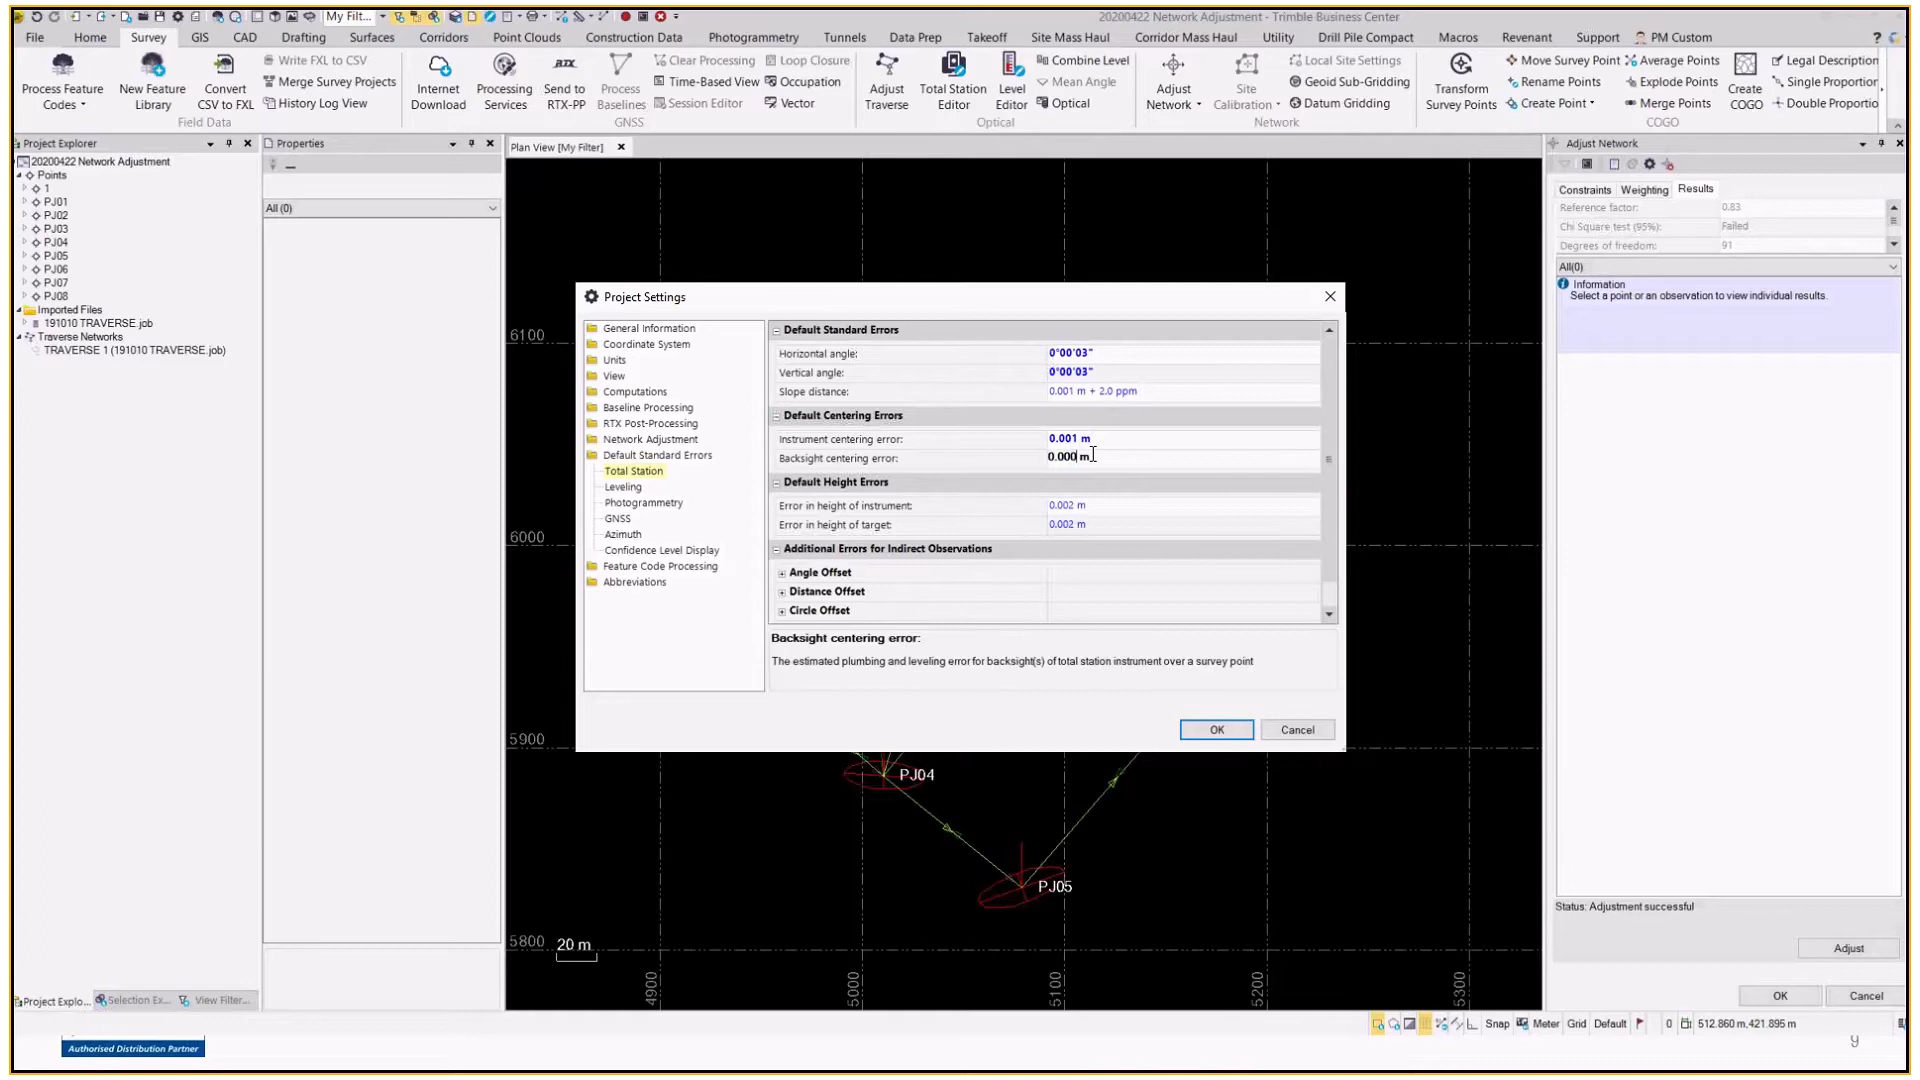 My Filt...
20200422 Network Adjustment - Trimble Business Center
File Home Survey GIS CAD Drafting Surfaces Corridors Point Clouds Construction Data Photogrammetry Tunnels Data Prep Takeoff Site Mass Haul Corridor Mass Haul Utility Drill Pile Compact Macros Revenant Support PM Custom
Process Feature Codes
New Feature Library
Convert CSV to FXL
Write FXL to CSV
Merge Survey Projects
History Log View
Field Data
Internet Download
Processing Services
Send to RTX-PP
Process Baselines
Clear Processing
Time-Based View
Session Editor
Loop Closure
Occupation
Vector
GNSS
Adjust Traverse
Total Station Editor
Level Editor
Combine Level
Mean Angle
Optical
Optical
Adjust Network
Site Calibration
Local Site Settings
Geoid Sub-Gridding
Datum Gridding
Network
Transform Survey Points
Move Survey Point
Rename Points
Create Point
Average Points
Explode Points
Merge Points
Create COGO
Legal Description
Single Proportio
Double Proportio
COGO
Project Explorer
20200422 Network Adjustment
Points
1
PJ01
PJ02
PJ03
PJ04
PJ05
PJ06
PJ07
PJ08
Imported Files
191010 TRAVERSE.job
Traverse Networks
TRAVERSE 1 (191010 TRAVERSE.job)
Project Explo...
Selection Ex...
View Filter...
Properties
All (0)
Plan View [My Filter]
6100
6000
5900
5800
20 m
4900
5000
5100
5200
5300
PJ04
PJ05
Project Settings
General Information
Coordinate System
Units
View
Computations
Baseline Processing
RTX Post-Processing
Network Adjustment
Default Standard Errors
Total Station
Leveling
Photogrammetry
GNSS
Azimuth
Confidence Level Display
Feature Code Processing
Abbreviations
Default Standard Errors
Horizontal angle: 0°00'03"
Vertical angle: 0°00'03"
Slope distance: 0.001 m + 2.0 ppm
Default Centering Errors
Instrument centering error: 0.001 m
Backsight centering error: 0.000 m
Default Height Errors
Error in height of instrument: 0.002 m
Error in height of target: 0.002 m
Additional Errors for Indirect Observations
Angle Offset
Distance Offset
Circle Offset
Backsight centering error:
The estimated plumbing and leveling error for backsight(s) of total station instrument over a survey point
OK Cancel
Adjust Network
Constraints Weighting Results
Reference factor: 0.83
Chi Square test (95%): Failed
Degrees of freedom: 91
All(0)
Information
Select a point or an observation to view individual results.
Status: Adjustment successful
Adjust
OK Cancel
Snap Meter Grid Default 0 512.860 m,421.895 m
Authorised Distribution Partner
9